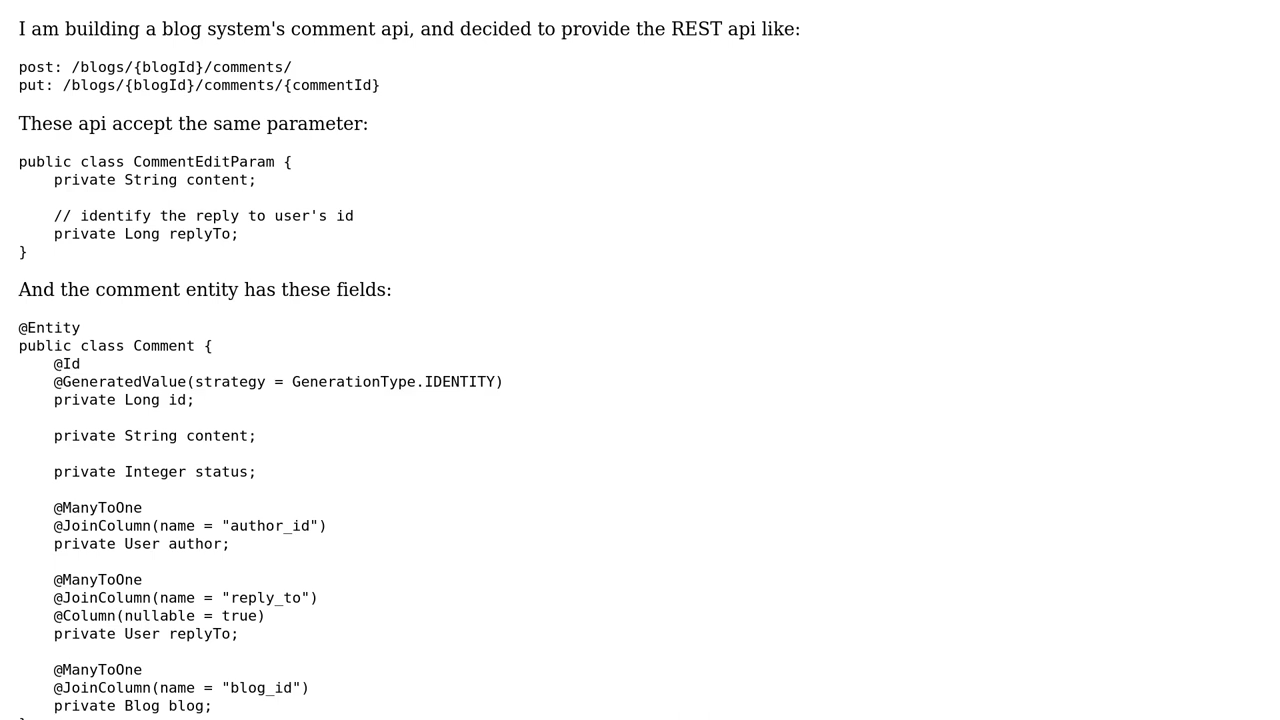 I am building a blog system's comment api, and decided to provide the REST api like:
post: /blogs/{blogId}/comments/
put: /blogs/{blogId}/comments/{commentId}
These api accept the same parameter:
public class CommentEditParam {
    private String content;
    // identify the reply to user's id
    private Long replyTo;
}
And the comment entity has these fields:
@Entity
public class Comment {
    @Id
    @GeneratedValue(strategy = GenerationType.IDENTITY)
    private Long id;
    private String content;
    private Integer status;
    @ManyToOne
    @JoinColumn(name = "author_id")
    private User author;
    @ManyToOne
    @JoinColumn(name = "reply_to")
    @Column(nullable = true)
    private User replyTo;
    @ManyToOne
    @JoinColumn(name = "blog_id")
    private Blog blog;